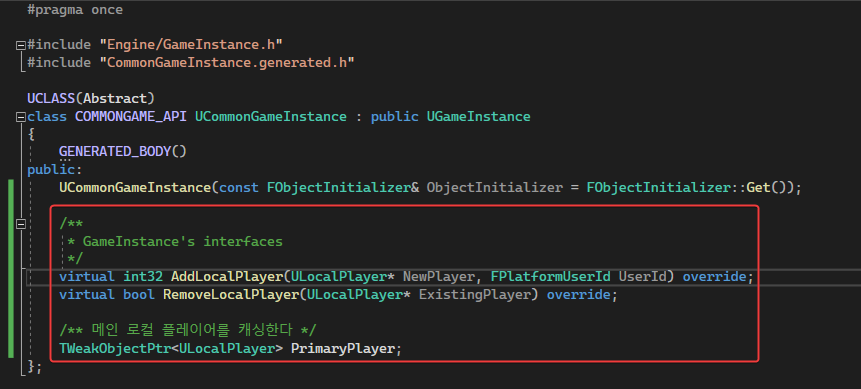 #pragma once
#include "Engine/GameInstance.h"
#include "CommonGameInstance.generated.h"
UCLASS(Abstract)
class COMMONGAME_API UCommonGameInstance : public UGameInstance
{
GENERATED_BODY()
public:
UCommonGameInstance(const FObjectInitializer& ObjectInitializer = FObjectInitializer::Get());
/**
* GameInstance's interfaces
*/
virtual int32 AddLocalPlayer(ULocalPlayer* NewPlayer, FPlatformUserId UserId) override;
virtual bool RemoveLocalPlayer(ULocalPlayer* ExistingPlayer) override;
/** 메인 로컬 플레이어를 캐싱한다 */
TWeakObjectPtr<ULocalPlayer> PrimaryPlayer;
};